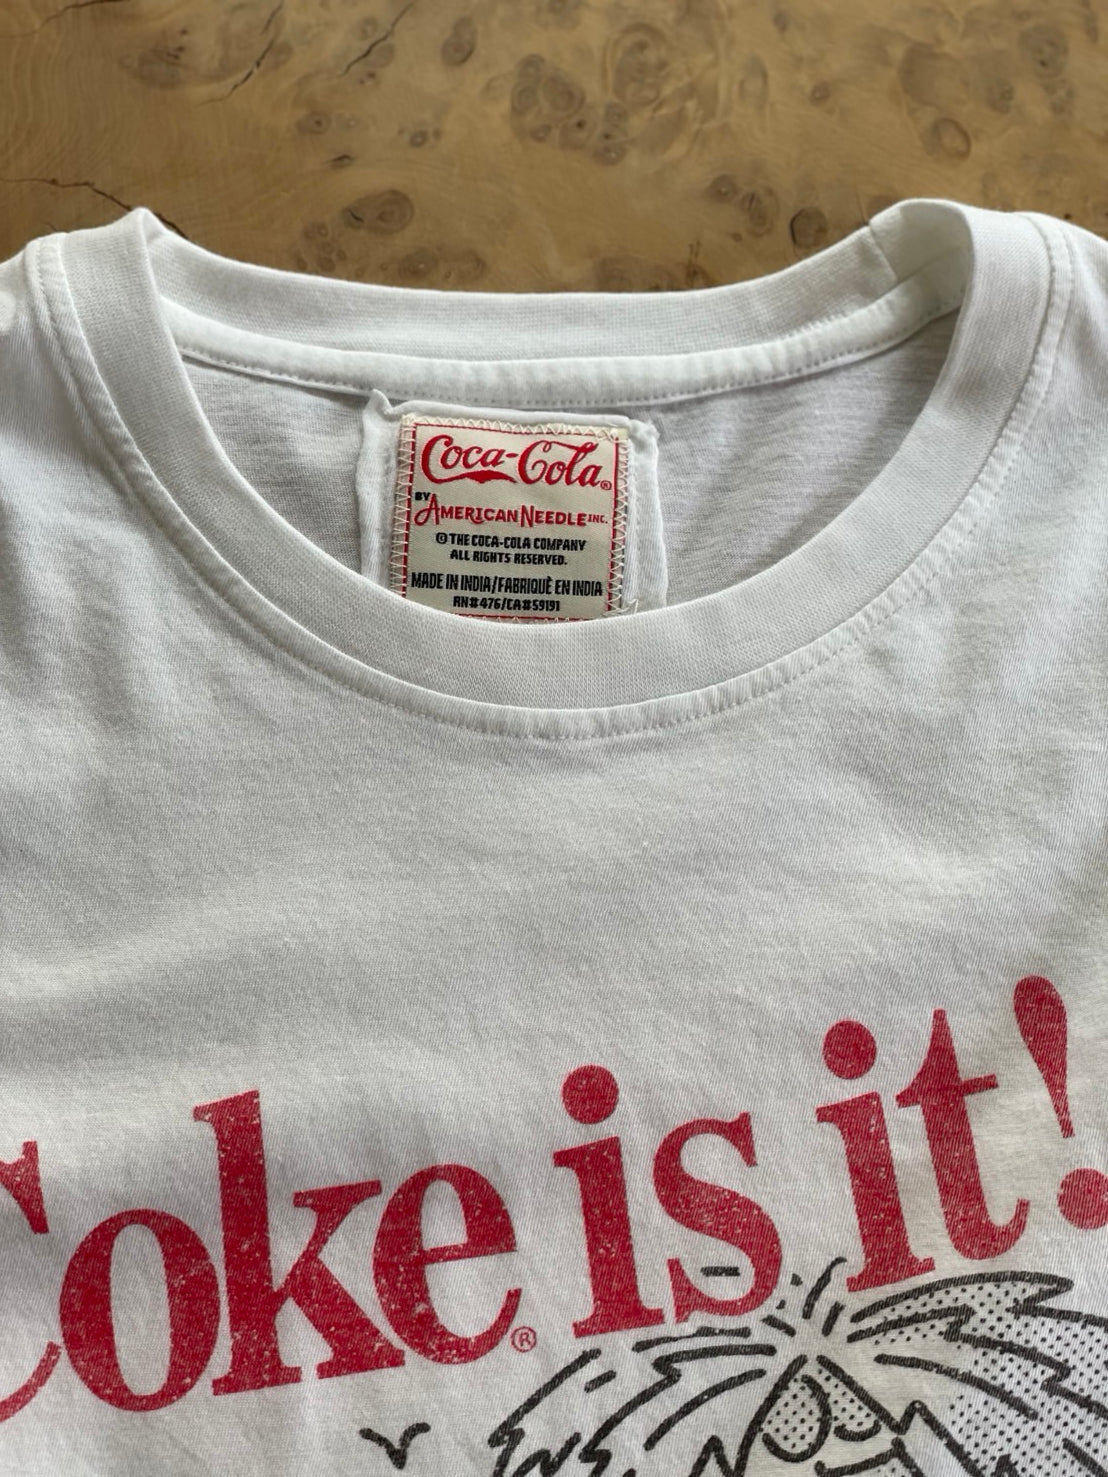 Coca-Cola®
BY
AMERICAN NEEDLE INC.
© THE COCA-COLA COMPANY
ALL RIGHTS RESERVED.
MADE IN INDIA/FABRIQUÈ EN INDIA
RN#476/CA#59191
Coke is it!
®